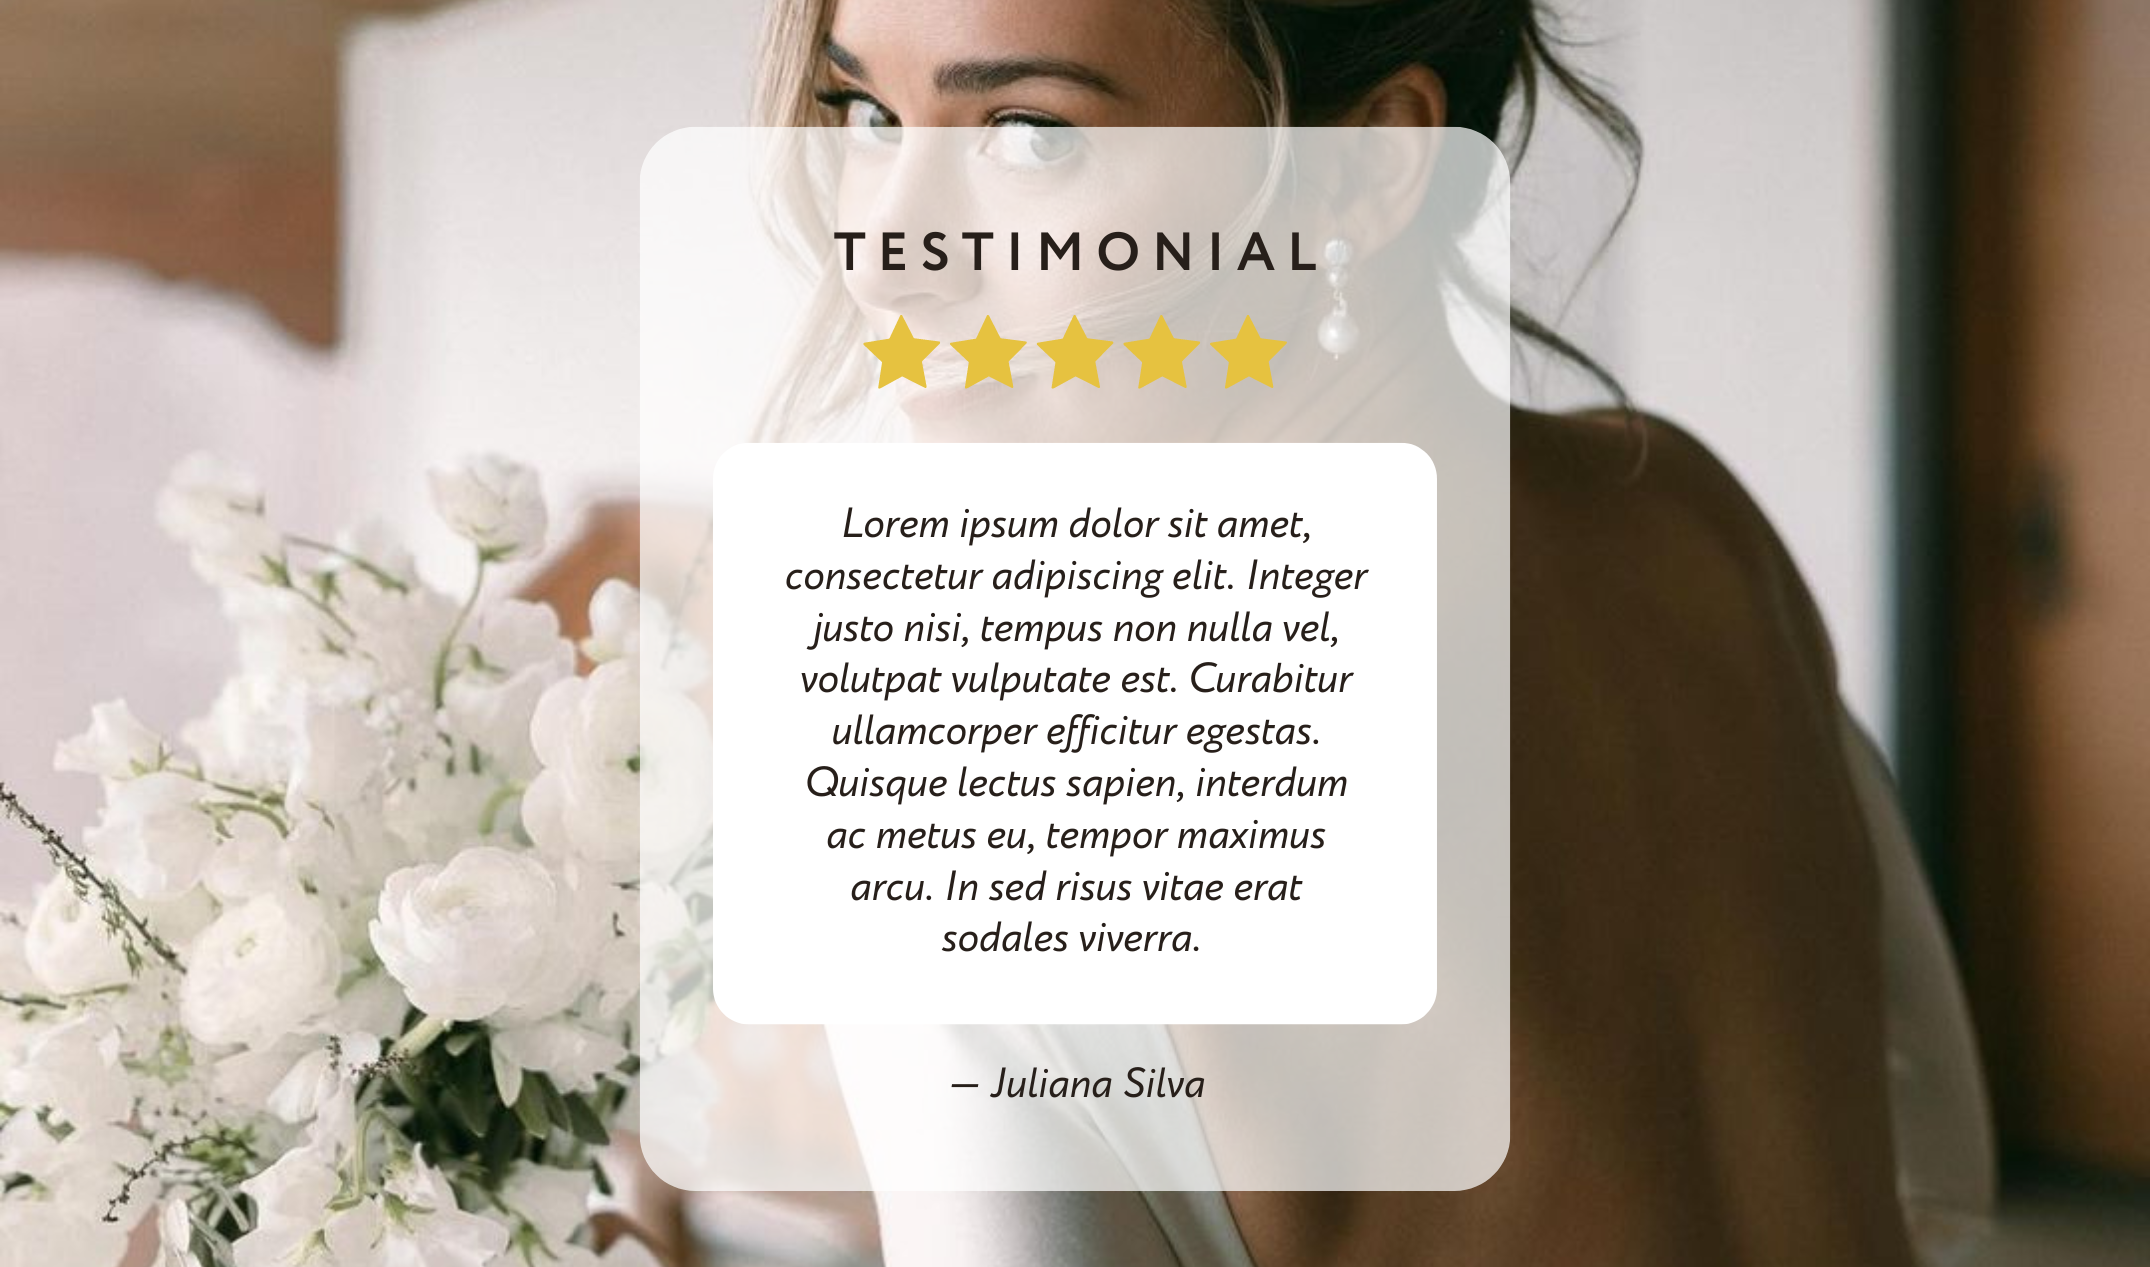 TESTIMONIAL
Lorem ipsum dolor sit amet,
consectetur adipiscing elit. Integer
justo nisi, tempus non nulla vel,
volutpat vulputate est. Curabitur
ullamcorper efficitur egestas.
Quisque lectus sapien, interdum
ac metus eu, tempor maximus
arcu. In sed risus vitae erat
sodales viverra.
— Juliana Silva